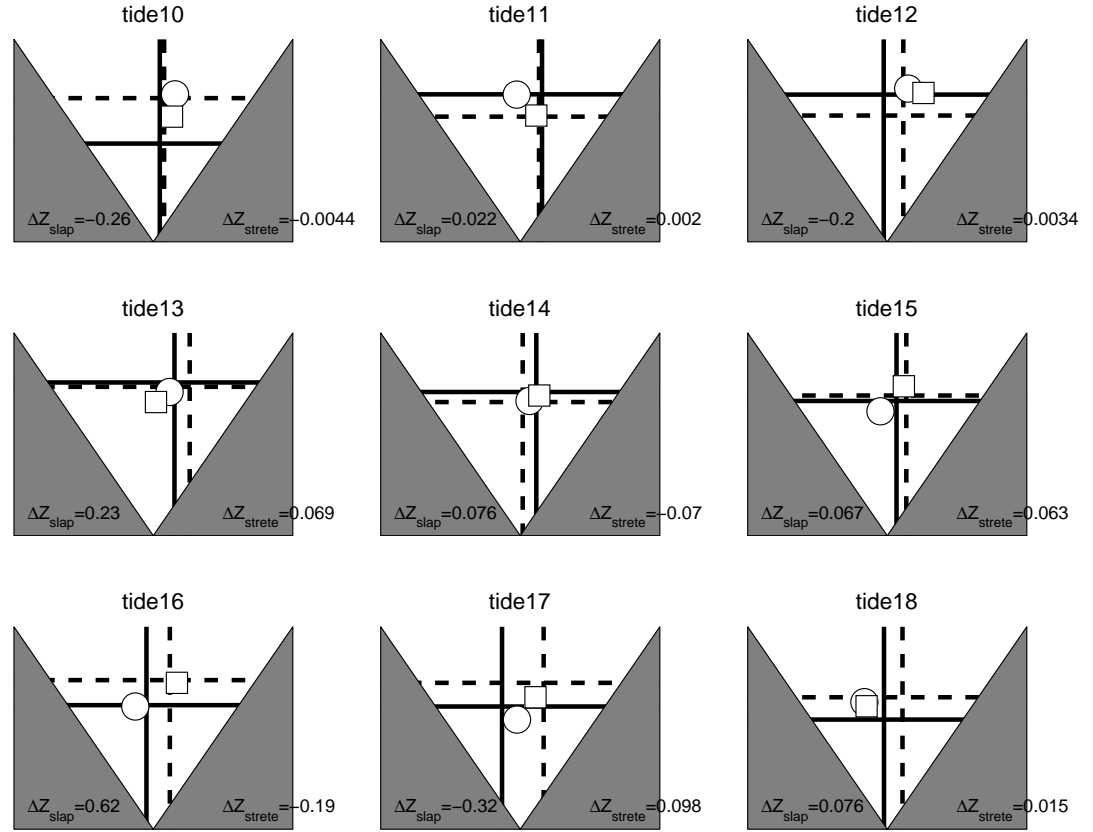 tide10 tide11 tide12
ΔZslap=−0.26 ΔZstrete=−0.0044 ΔZslap=0.022 ΔZstrete=0.002 ΔZslap=−0.2 ΔZstrete=0.0034
tide13 tide14 tide15
ΔZslap=0.23 ΔZstrete=0.069 ΔZslap=0.076 ΔZstrete=−0.07 ΔZslap=0.067 ΔZstrete=0.063
tide16 tide17 tide18
ΔZslap=0.62 ΔZstrete=−0.19 ΔZslap=−0.32 ΔZstrete=0.098 ΔZslap=0.076 ΔZstrete=0.015